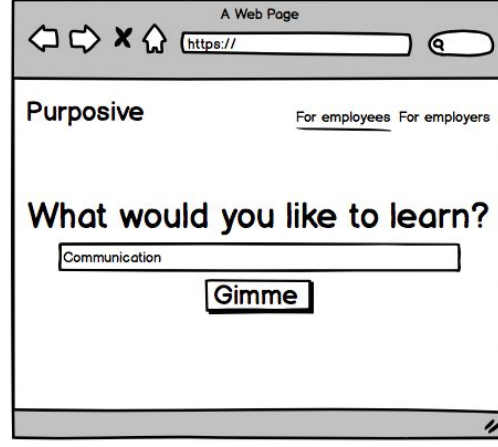 A Web Page
https://
Purposive
For employees For employers
What would you like to learn?
Communication
Gimme